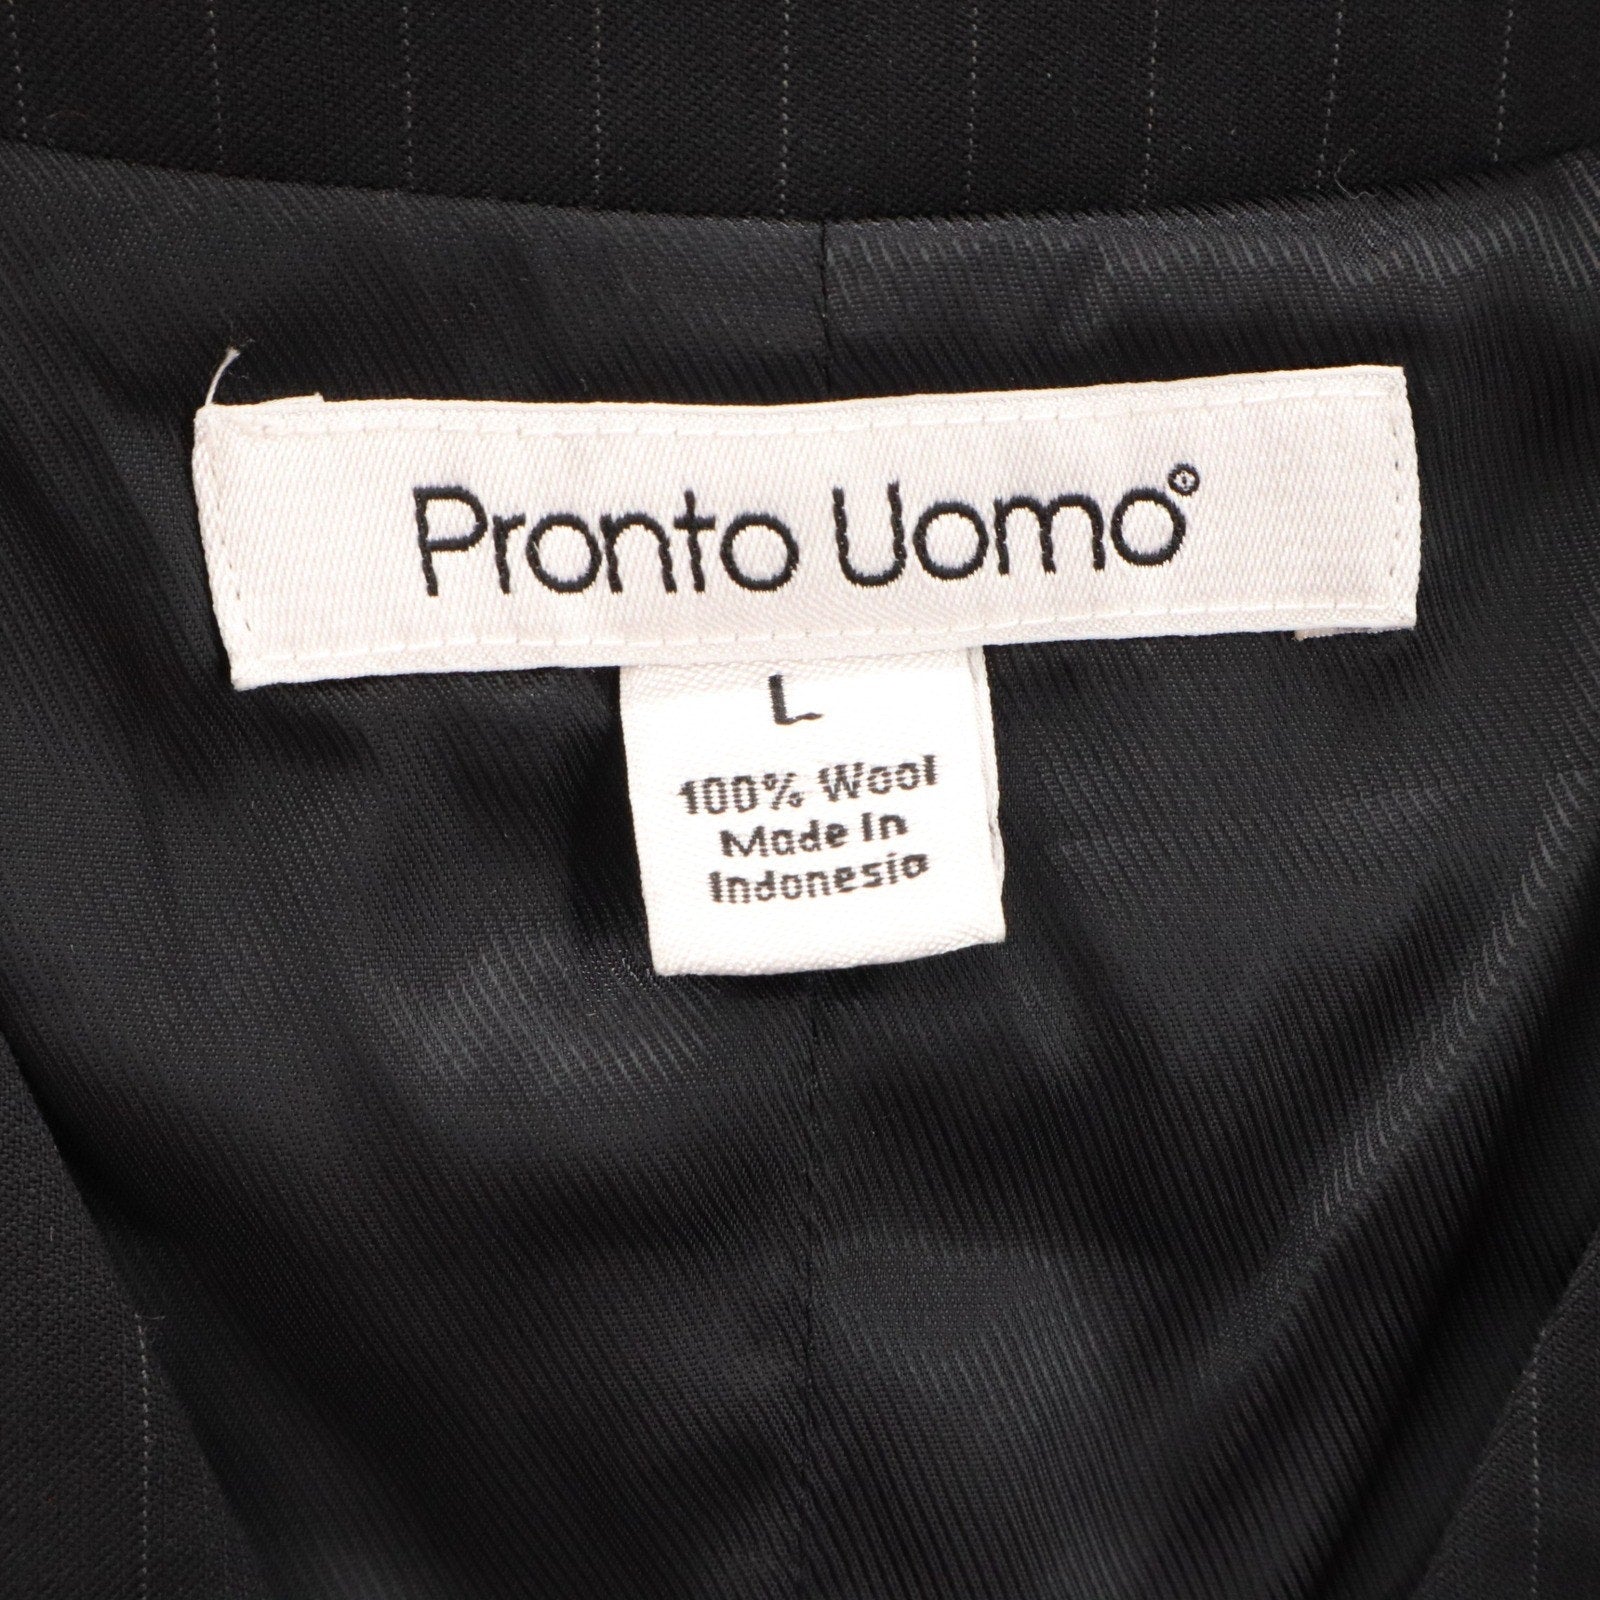 Pronto Uomo®
L
100% Wool
Made In
Indonesia